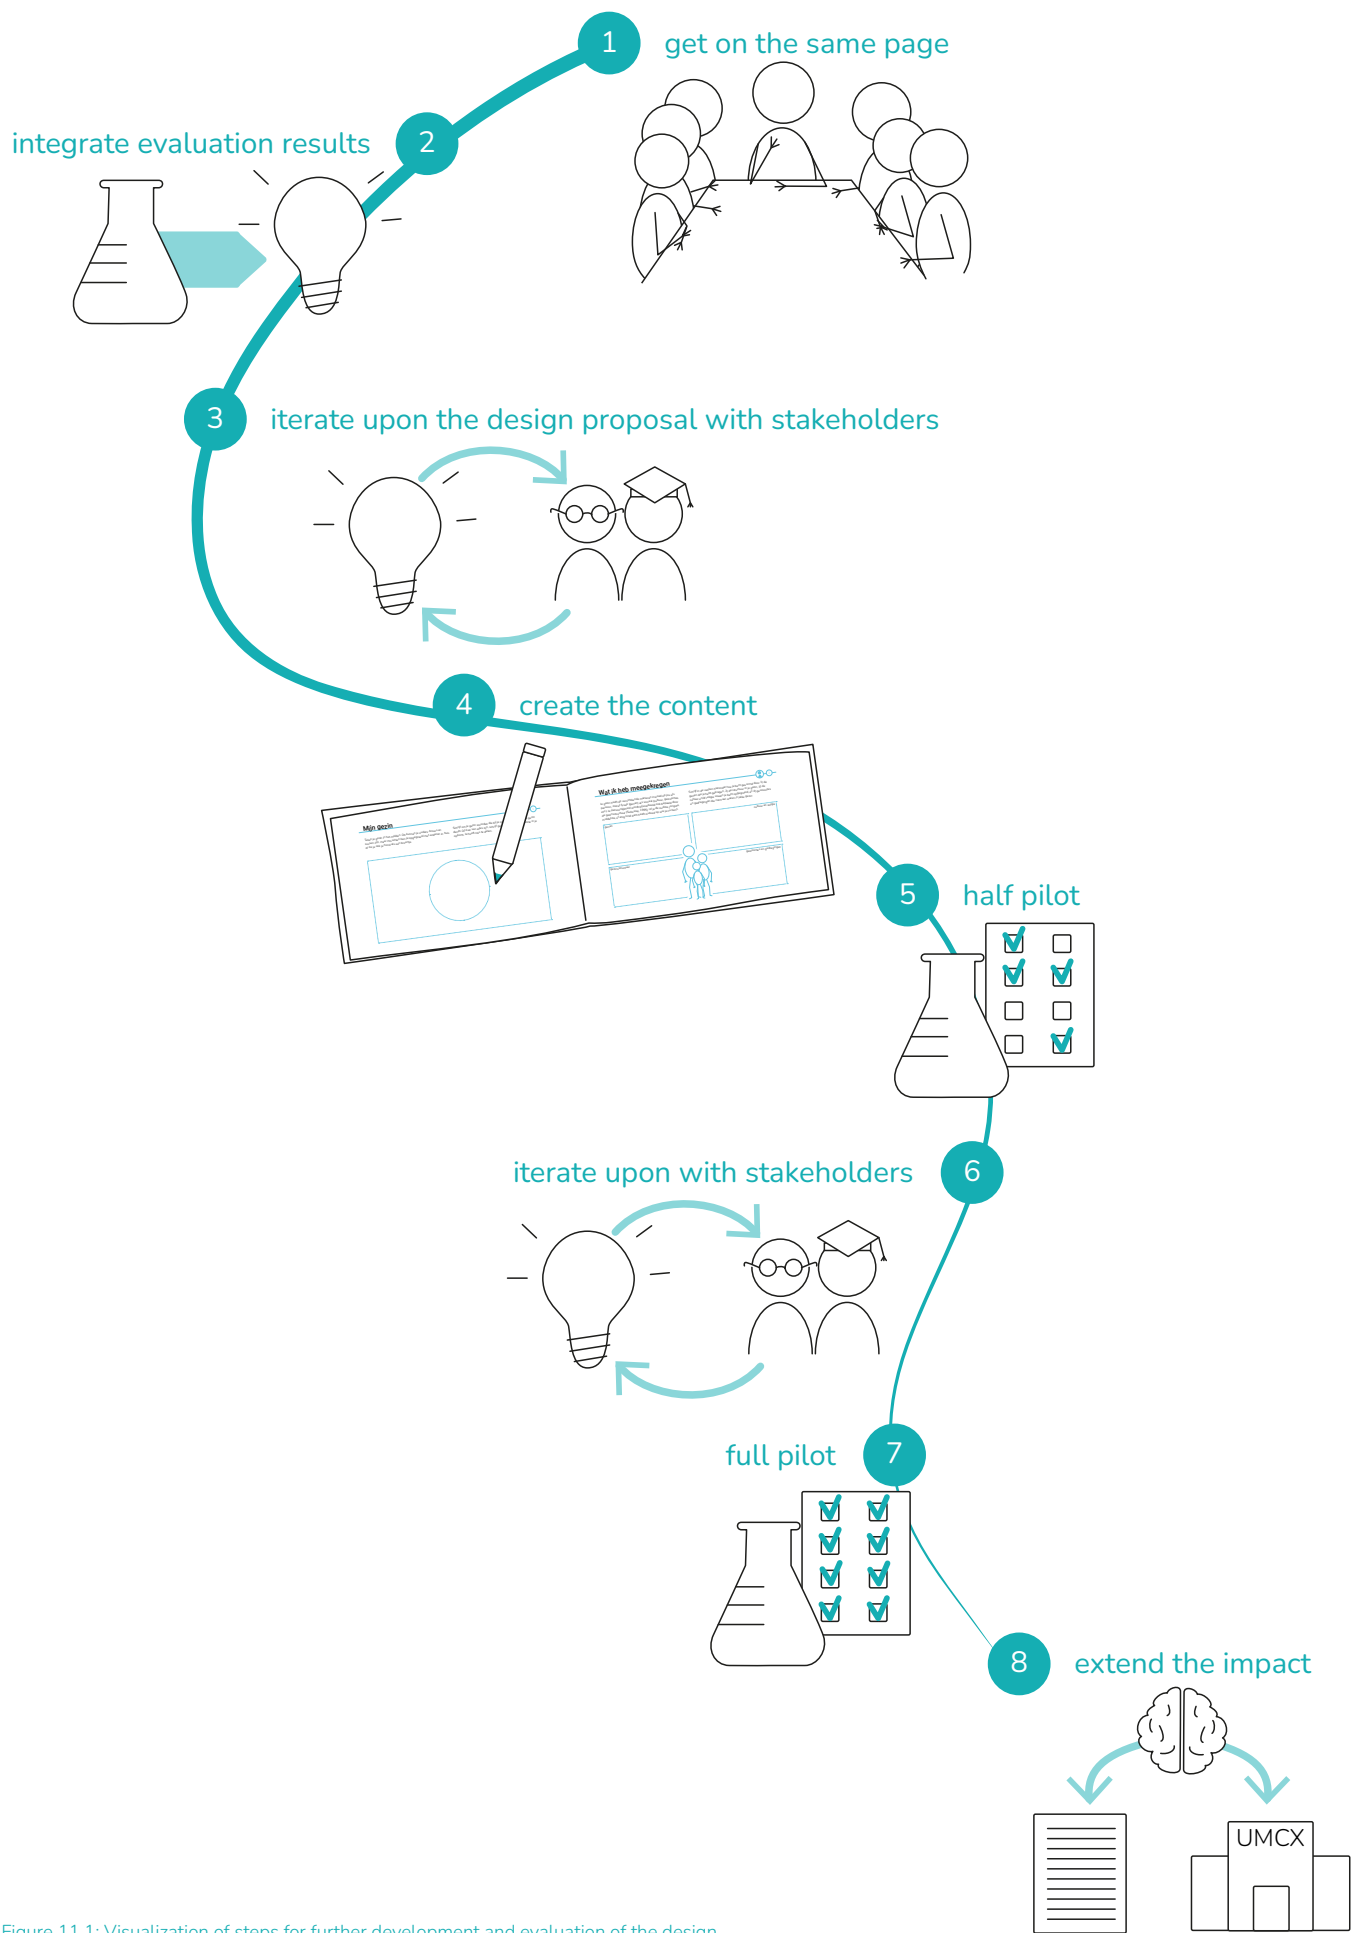 1
get on the same page
integrate evaluation results
2
3
iterate upon the design proposal with stakeholders
4
create the content
Mijn gezin
Wat ik heb meegekregen
5
half pilot
iterate upon with stakeholders
6
full pilot
7
8
extend the impact
UMCX
Figure 11.1: Visualization of steps for further development and evaluation of the design